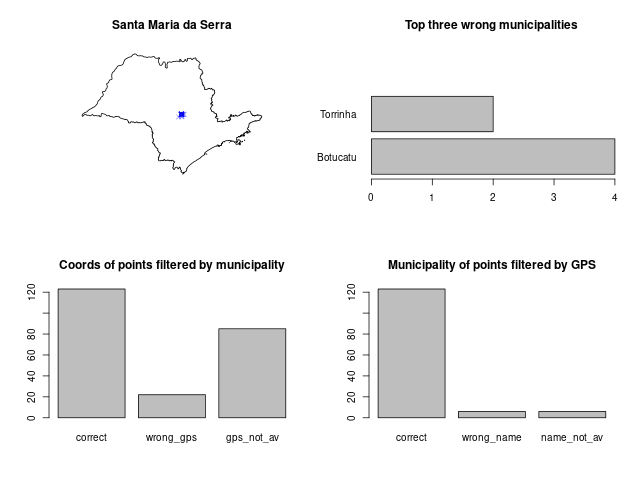 Santa Maria da Serra
Top three wrong municipalities
Torrinha
Botucatu
0 1 2 3 4
Coords of points filtered by municipality
120
80
60
40
20
0
correct wrong_gps gps_not_av
Municipality of points filtered by GPS
120
80
60
40
20
0
correct wrong_name name_not_av